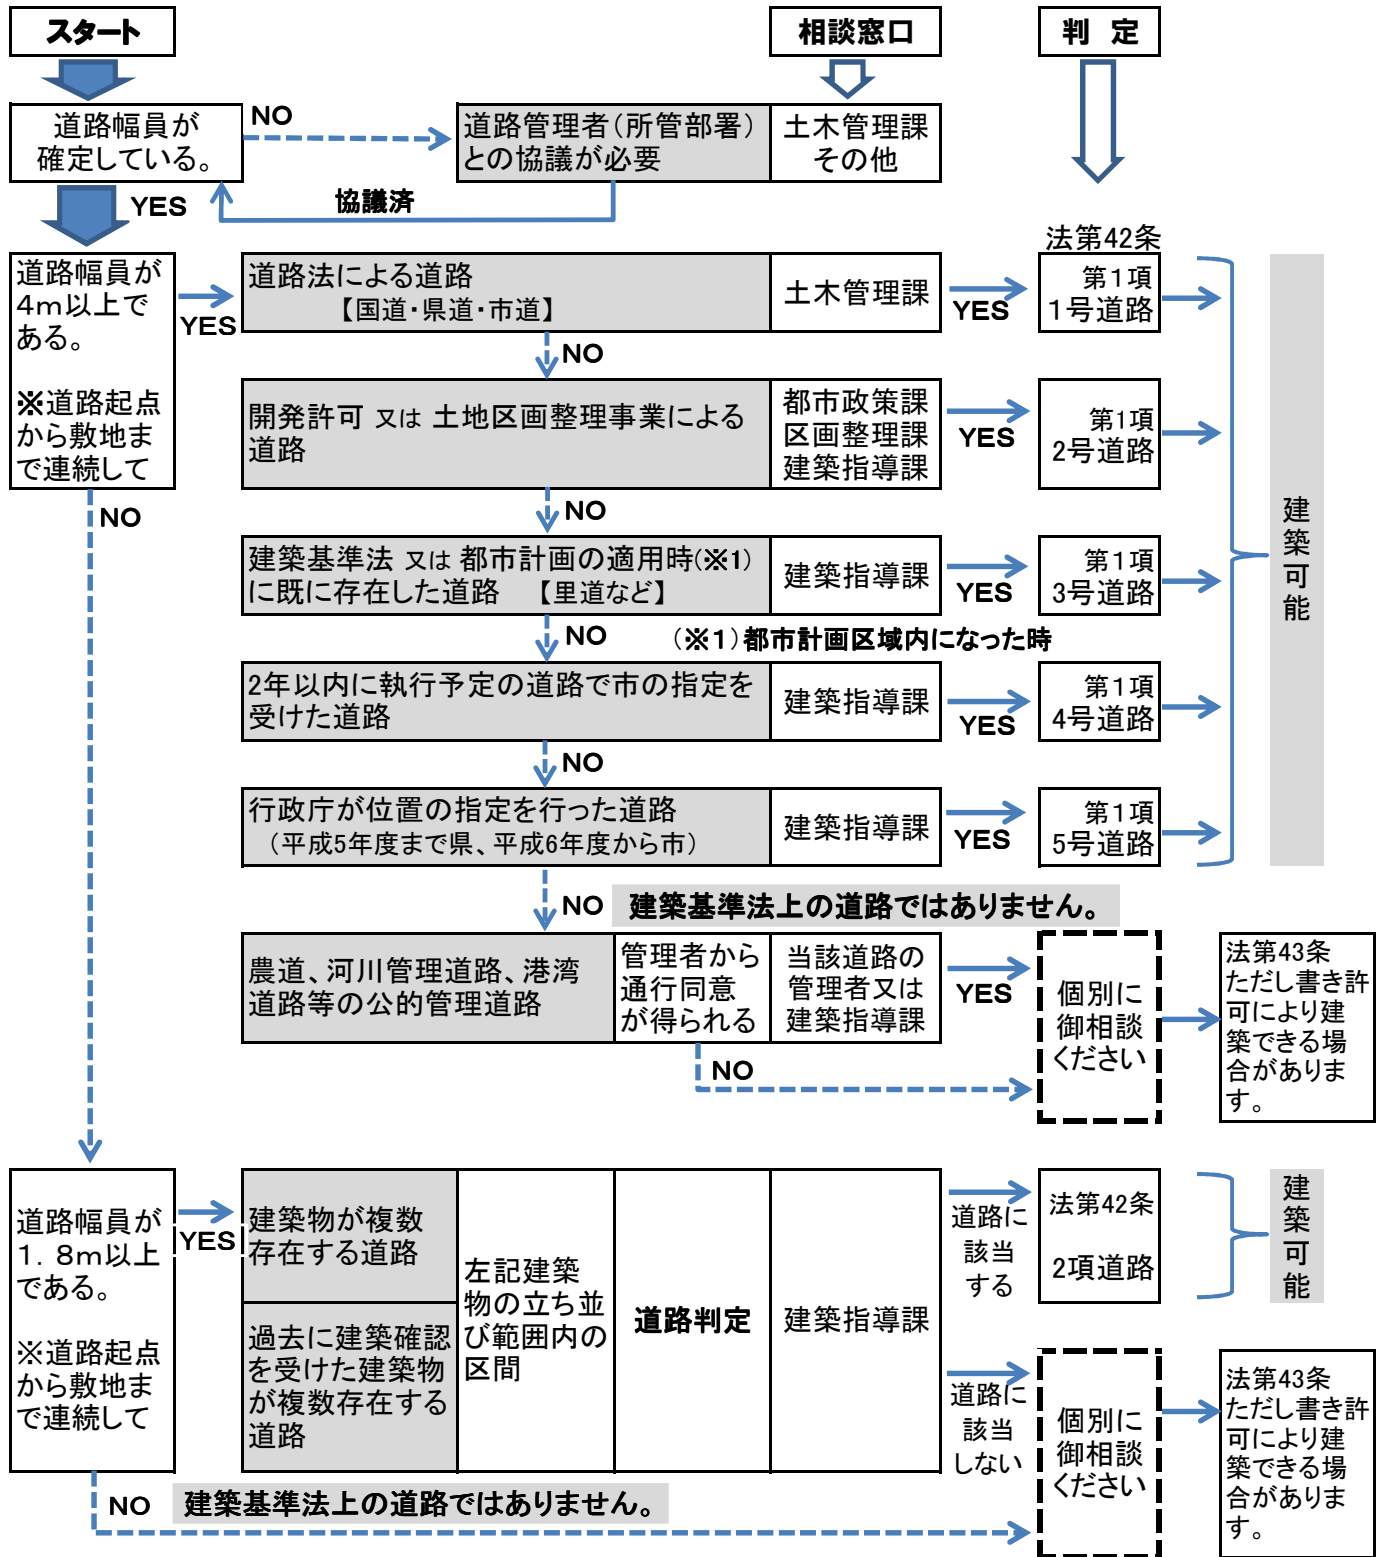 スタート
相談窓口
判 定
道路幅員が
確定している。
NO
道路管理者(所管部署)
との協議が必要
土木管理課
その他
YES
協議済
法第42条
道路幅員が
4m以上で
ある。
※道路起点
から敷地ま
で連続して
YES
道路法による道路
【国道・県道・市道】
土木管理課
YES
第1項
1号道路
NO
開発許可 又は 土地区画整理事業による
道路
都市政策課
区画整理課
建築指導課
YES
第1項
2号道路
NO
NO
建築基準法 又は 都市計画の適用時(※1)
に既に存在した道路 【里道など】
建築指導課
YES
第1項
3号道路
建築可能
NO
(※1)都市計画区域内になった時
2年以内に執行予定の道路で市の指定を
受けた道路
建築指導課
YES
第1項
4号道路
NO
行政庁が位置の指定を行った道路
(平成5年度まで県、平成6年度から市)
建築指導課
YES
第1項
5号道路
NO
建築基準法上の道路ではありません。
農道、河川管理道路、港湾
道路等の公的管理道路
管理者から
通行同意
が得られる
当該道路の
管理者又は
建築指導課
YES
NO
個別に
御相談
ください
法第43条
ただし書き許
可により建
築できる場
合がありま
す。
道路幅員が
1.8m以上
である。
※道路起点
から敷地ま
で連続して
YES
建築物が複数
存在する道路
過去に建築確認
を受けた建築物
が複数存在する
道路
左記建築
物の立ち並
び範囲内の
区間
道路判定
建築指導課
道路に
該当
する
法第42条
2項道路
建築可能
道路に
該当
しない
個別に
御相談
ください
法第43条
ただし書き許
可により建
築できる場
合がありま
す。
NO
建築基準法上の道路ではありません。